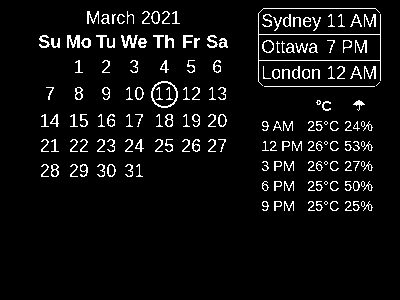 March 2021
Su Mo Tu We Th Fr Sa
1 2 3 4 5 6
7 8 9 10 11 12 13
14 15 16 17 18 19 20
21 22 23 24 25 26 27
28 29 30 31
Sydney 11 AM
Ottawa 7 PM
London 12 AM
°C ☂
9 AM 25°C 24%
12 PM 26°C 53%
3 PM 26°C 27%
6 PM 25°C 50%
9 PM 25°C 25%